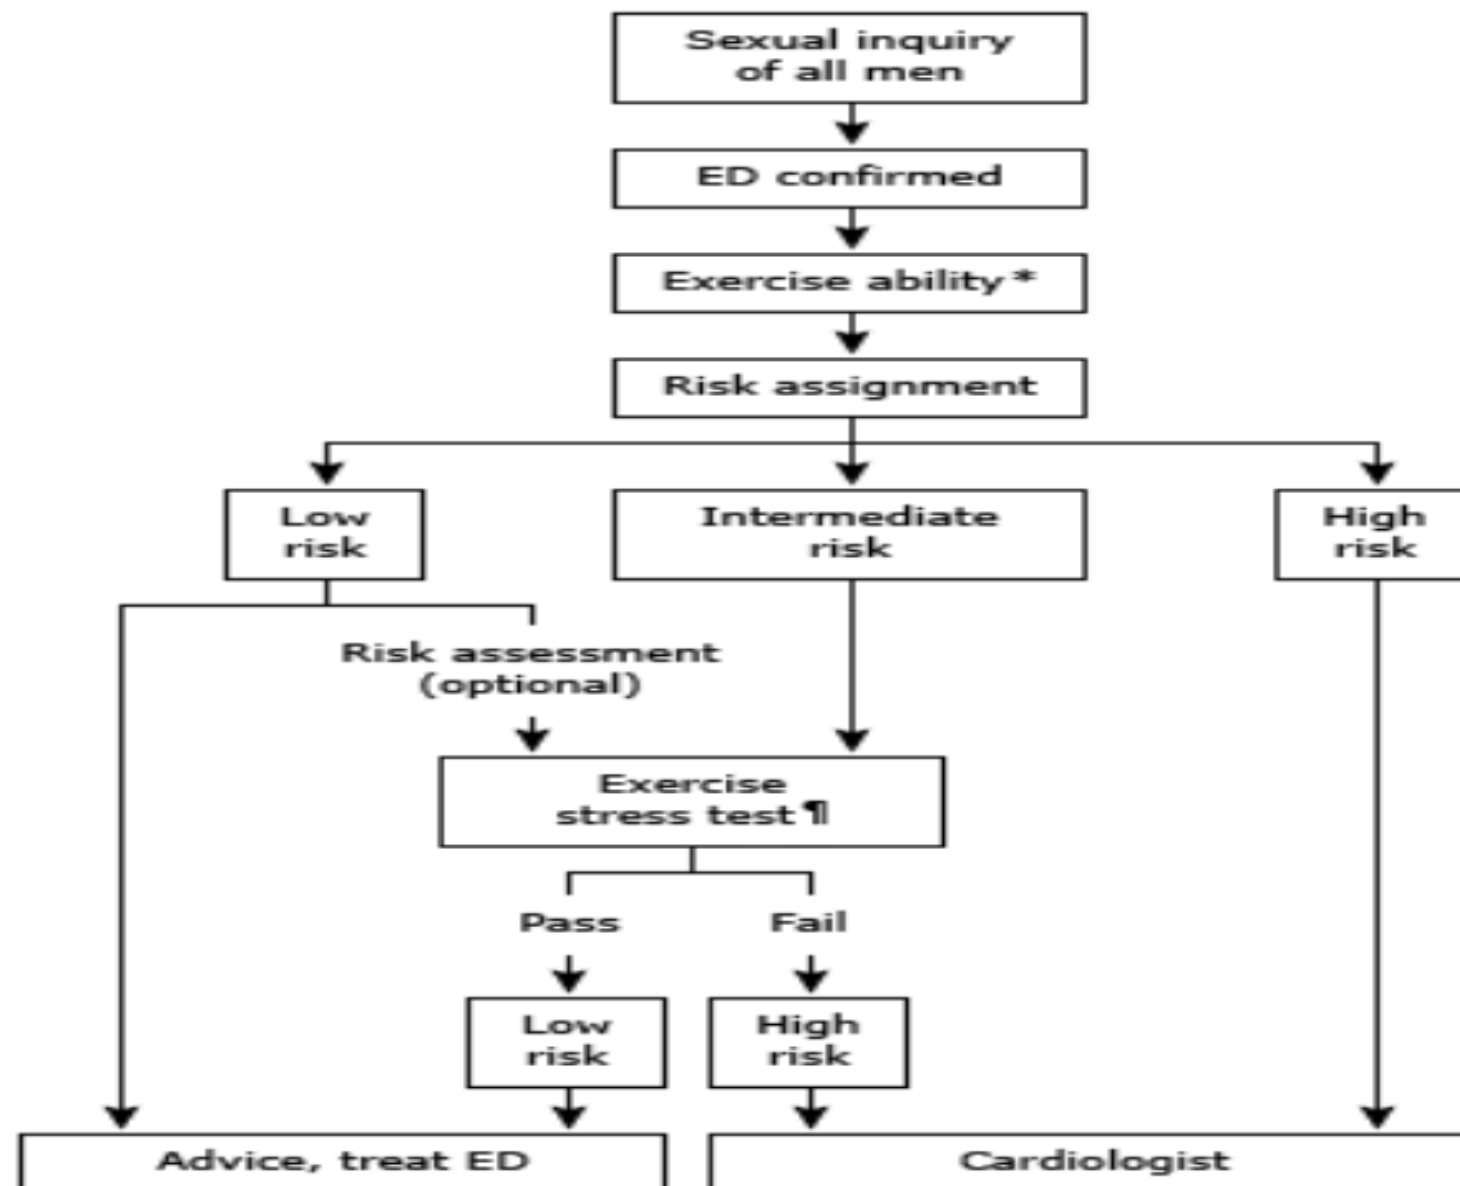 Sexual inquiry
of all men
ED confirmed
Exercise ability*
Risk assignment
Low
risk
Intermediate
risk
High
risk
Risk assessment
(optional)
Exercise
stress test¶
Pass
Fail
Low
risk
High
risk
Advice, treat ED
Cardiologist